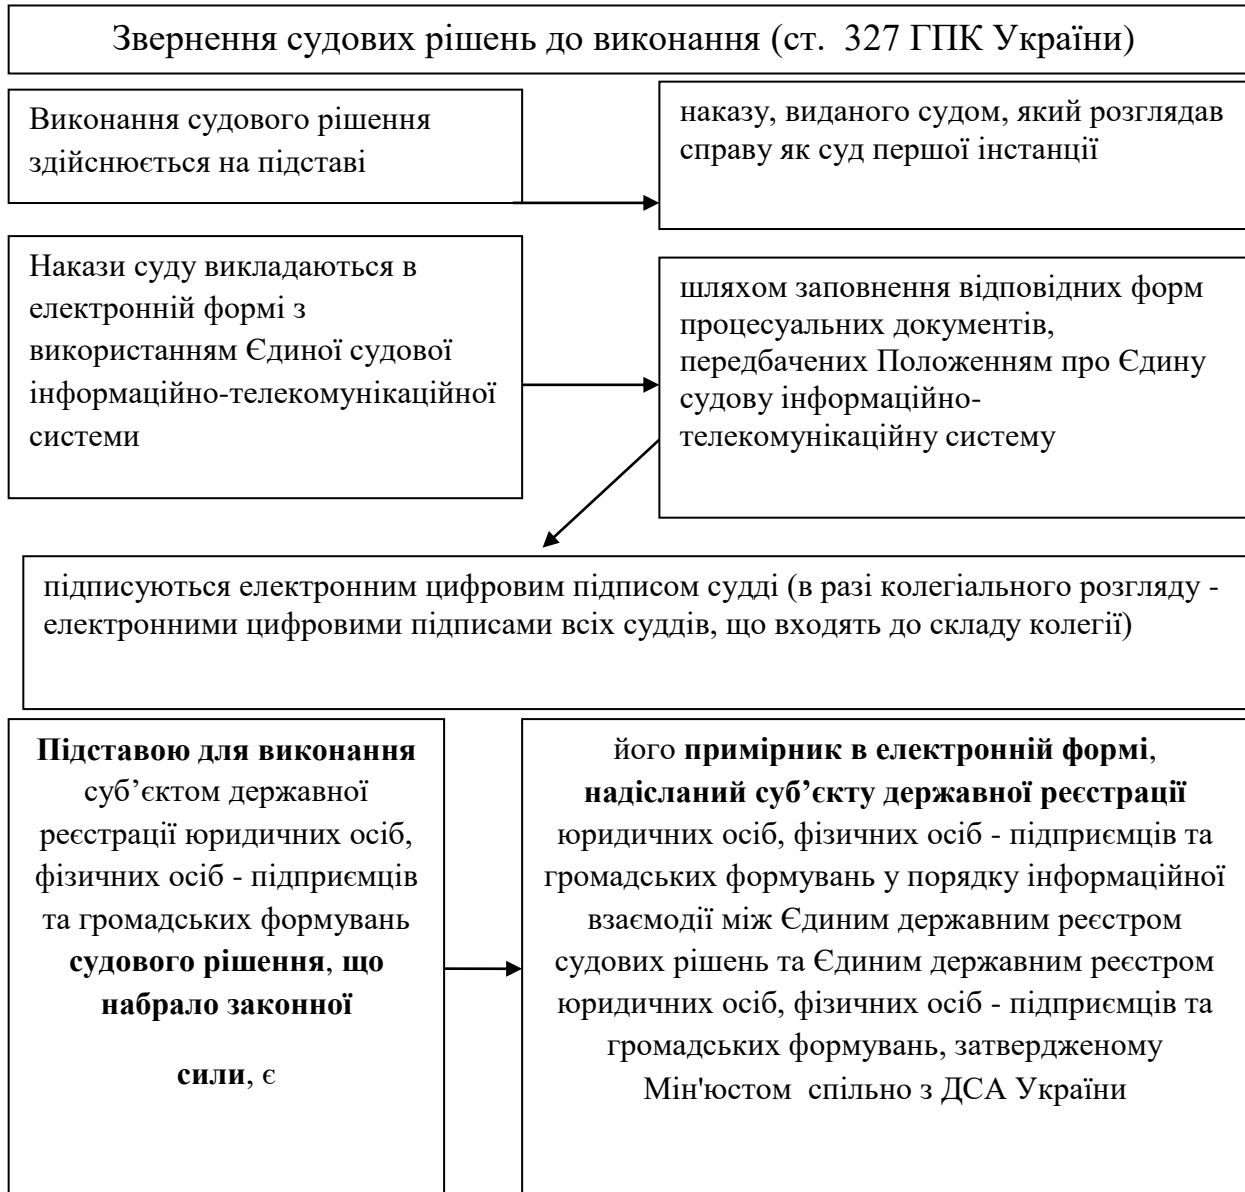 Звернення судових рішень до виконання (ст. 327 ГПК України)
Виконання судового рішення
здійснюється на підставі
наказу, виданого судом, який розглядав
справу як суд першої інстанції
Накази суду викладаються в
електронній формі з
використанням Єдиної судової
інформаційно-телекомунікаційної
системи
шляхом заповнення відповідних форм
процесуальних документів,
передбачених Положенням про Єдину
судову інформаційно-
телекомунікаційну систему
підписуються електронним цифровим підписом судді (в разі колегіального розгляду -
електронними цифровими підписами всіх суддів, що входять до складу колегії)
Підставою для виконання
суб’єктом державної
реєстрації юридичних осіб,
фізичних осіб - підприємців
та громадських формувань
судового рішення, що
набрало законної
сили, є
його примірник в електронній формі,
надісланий суб’єкту державної реєстрації
юридичних осіб, фізичних осіб - підприємців та
громадських формувань у порядку інформаційної
взаємодії між Єдиним державним реєстром
судових рішень та Єдиним державним реєстром
юридичних осіб, фізичних осіб - підприємців та
громадських формувань, затвердженому
Мін'юстом спільно з ДСА України